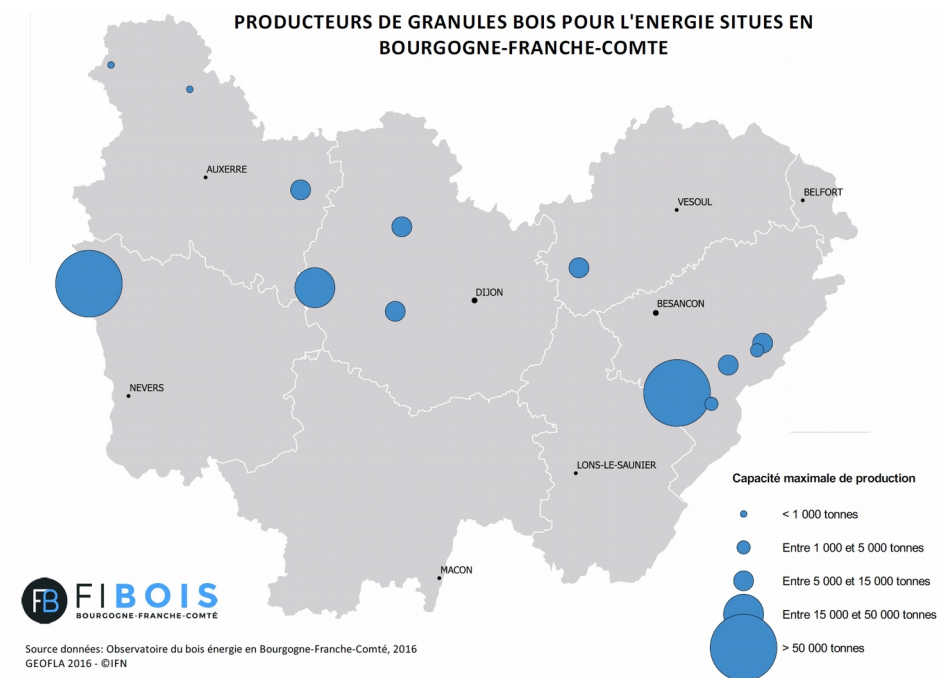 PRODUCTEURS DE GRANULES BOIS POUR L'ENERGIE SITUES EN
BOURGOGNE-FRANCHE-COMTE
AUXERRE
BELFORT
VESOUL
DIJON
BESANCON
NEVERS
LONS-LE-SAUNIER
MACON
Capacité maximale de production
< 1 000 tonnes
Entre 1 000 et 5 000 tonnes
Entre 5 000 et 15 000 tonnes
Entre 15 000 et 50 000 tonnes
> 50 000 tonnes
FB FIBOIS
BOURGOGNE-FRANCHE-COMTÉ
Source données: Observatoire du bois énergie en Bourgogne-Franche-Comté, 2016
GEOFLA 2016 - ©IFN